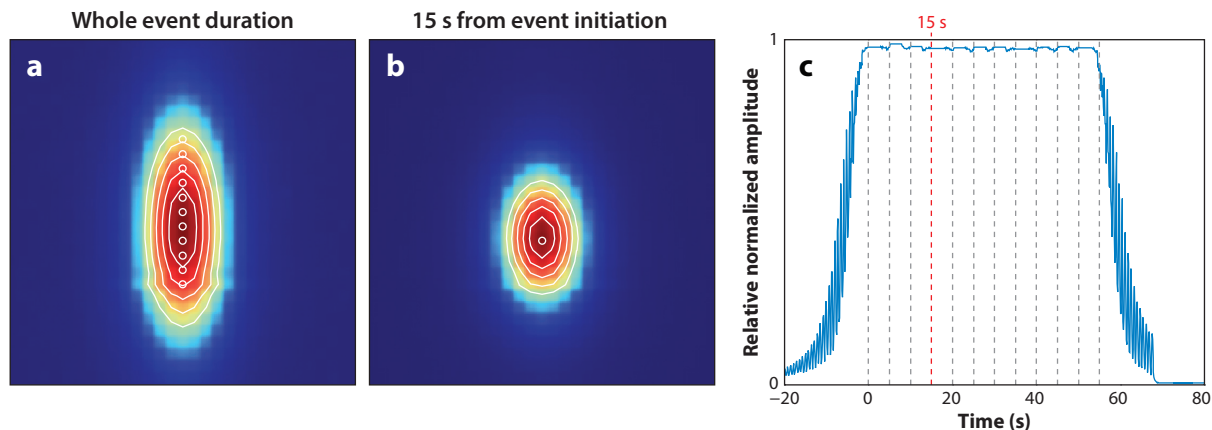 Whole event duration
15 s from event initiation
a
b
c
15 s
Relative normalized amplitude
1
0
−20 0 20 40 60 80
Time (s)